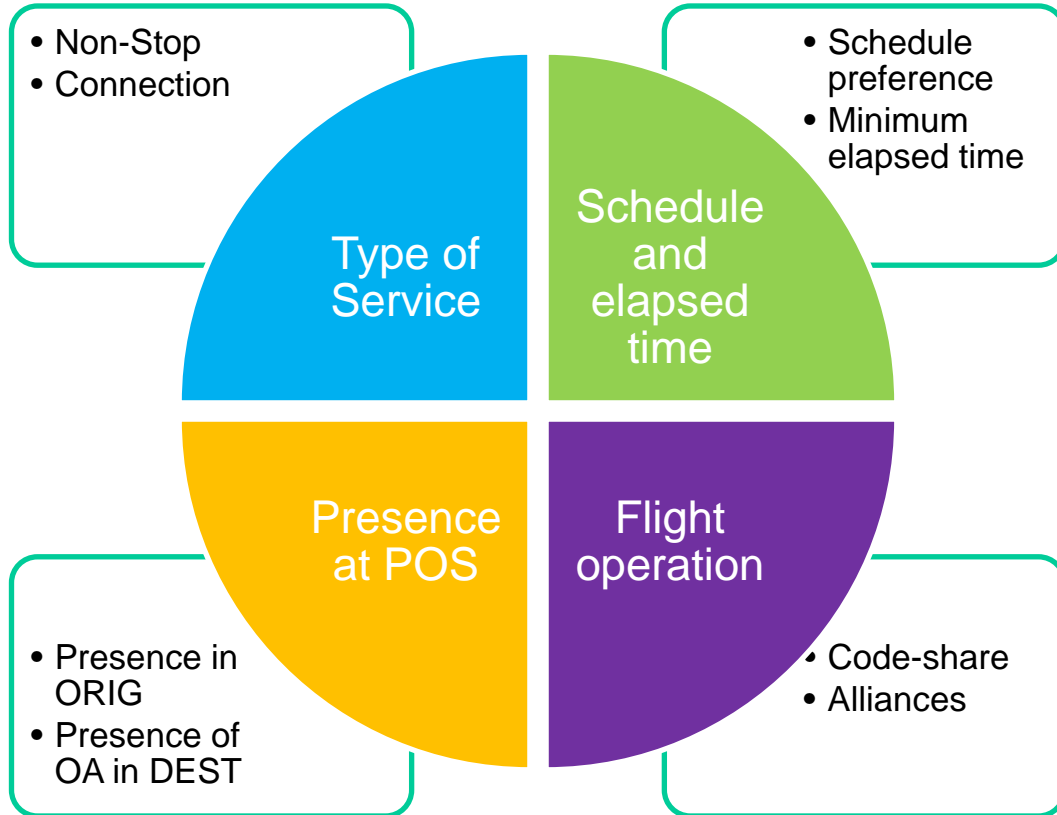 • Non-Stop
• Connection
• Schedule
preference
• Minimum
elapsed time
Type of
Service
Schedule
and
elapsed
time
Presence
at POS
Flight
operation
• Presence in
ORIG
• Presence of
OA in DEST
• Code-share
• Alliances